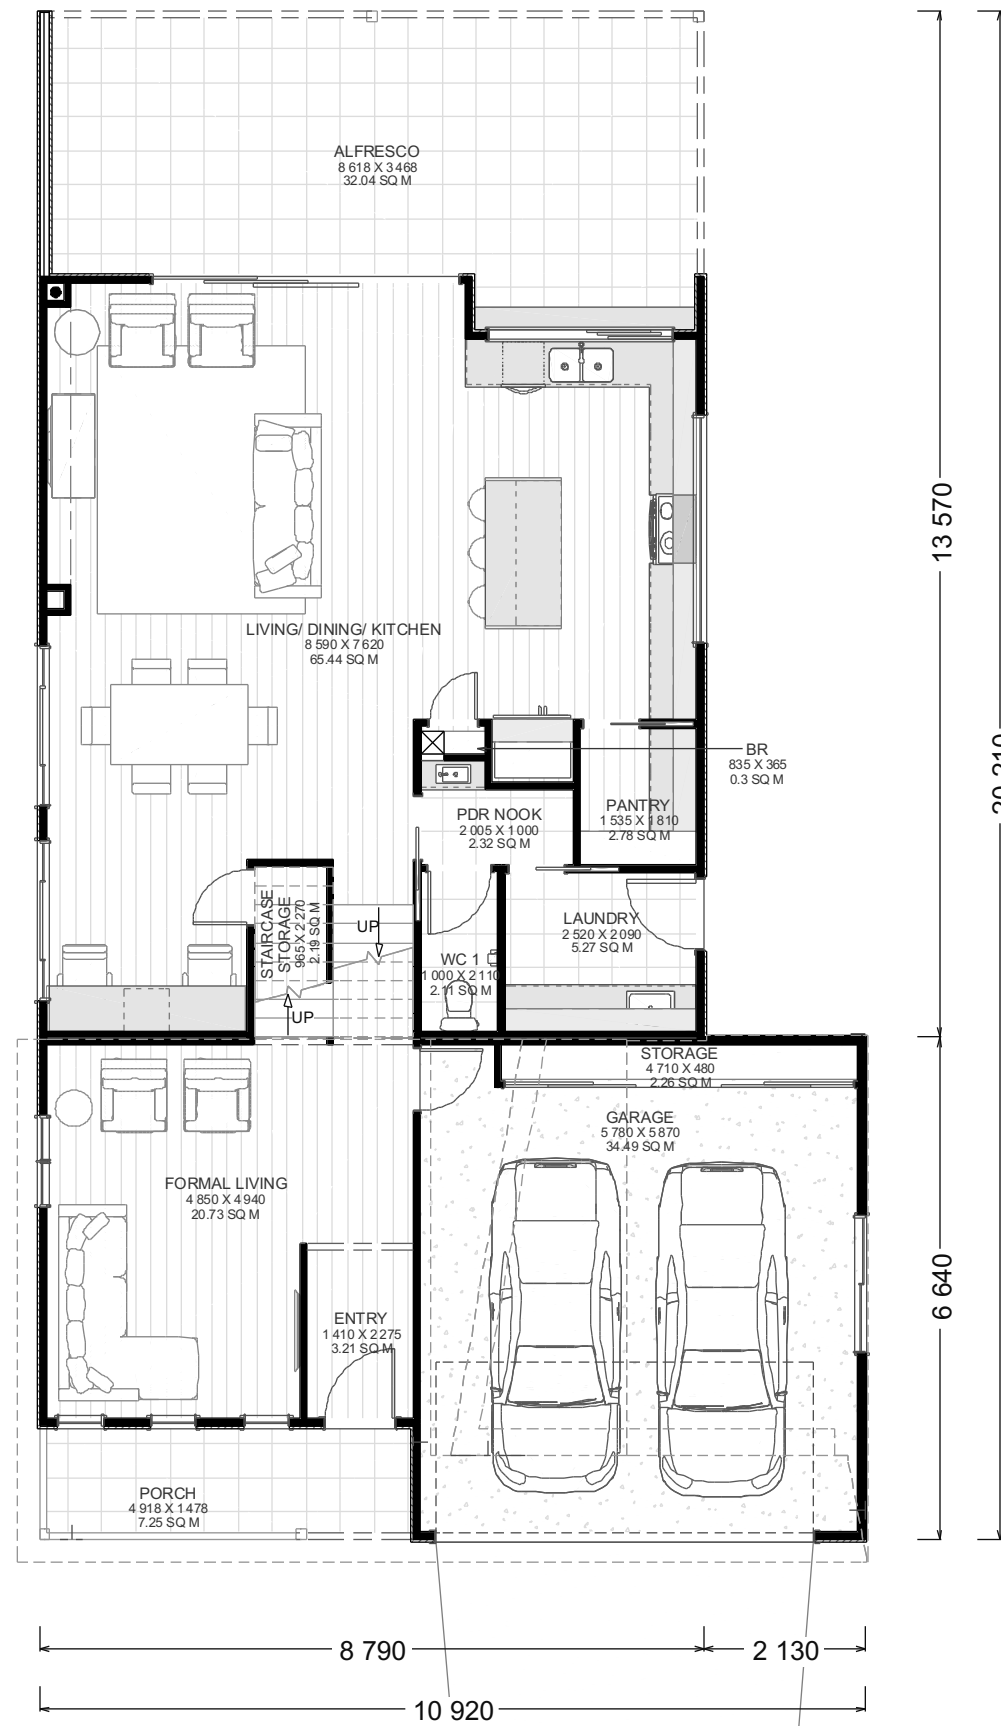 ALFRESCO
8 618 X 3 468
32.04 SQ M
13 570
LIVING/ DINING/ KITCHEN
8 590 X 7 620
65.44 SQ M
BR
835 X 365
0.3 SQ M
20 210
PDR NOOK
2 005 X 1 000
2.32 SQ M
PANTRY
1 535 X 1 810
2.78 SQ M
STAIRCASE
STORAGE
965 X 2 270
2.19 SQ M
UP
LAUNDRY
2 520 X 2 090
5.27 SQ M
WC 1
1 000 X 2 110
2.11 SQ M
UP
STORAGE
4 710 X 480
2.26 SQ M
GARAGE
5 780 X 5 870
34.49 SQ M
FORMAL LIVING
4 850 X 4 940
20.73 SQ M
6 640
ENTRY
1 410 X 2 275
3.21 SQ M
PORCH
4 918 X 1 478
7.25 SQ M
8 790
2 130
10 920